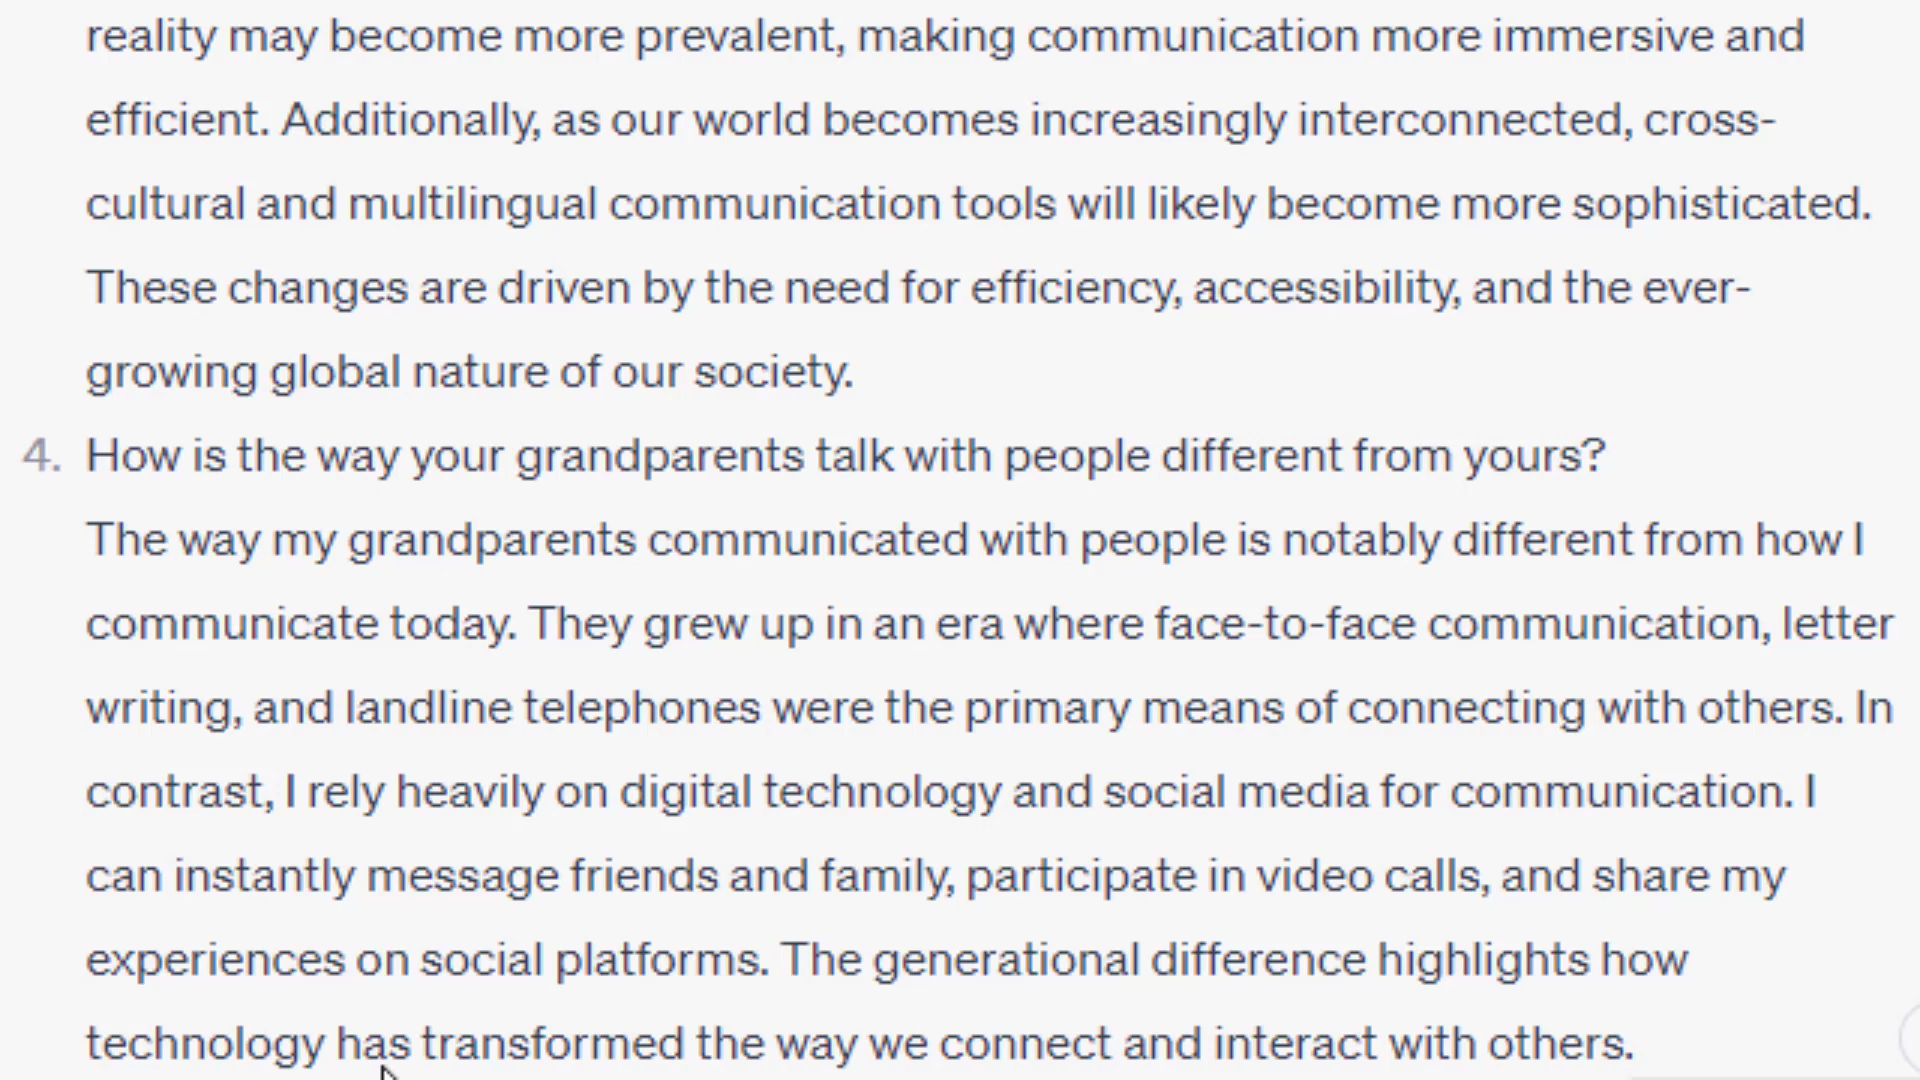 reality may become more prevalent, making communication more immersive and
efficient. Additionally, as our world becomes increasingly interconnected, cross-
cultural and multilingual communication tools will likely become more sophisticated.
These changes are driven by the need for efficiency, accessibility, and the ever-
growing global nature of our society.
4. How is the way your grandparents talk with people different from yours?
The way my grandparents communicated with people is notably different from how I
communicate today. They grew up in an era where face-to-face communication, letter
writing, and landline telephones were the primary means of connecting with others. In
contrast, I rely heavily on digital technology and social media for communication. I
can instantly message friends and family, participate in video calls, and share my
experiences on social platforms. The generational difference highlights how
technology has transformed the way we connect and interact with others.